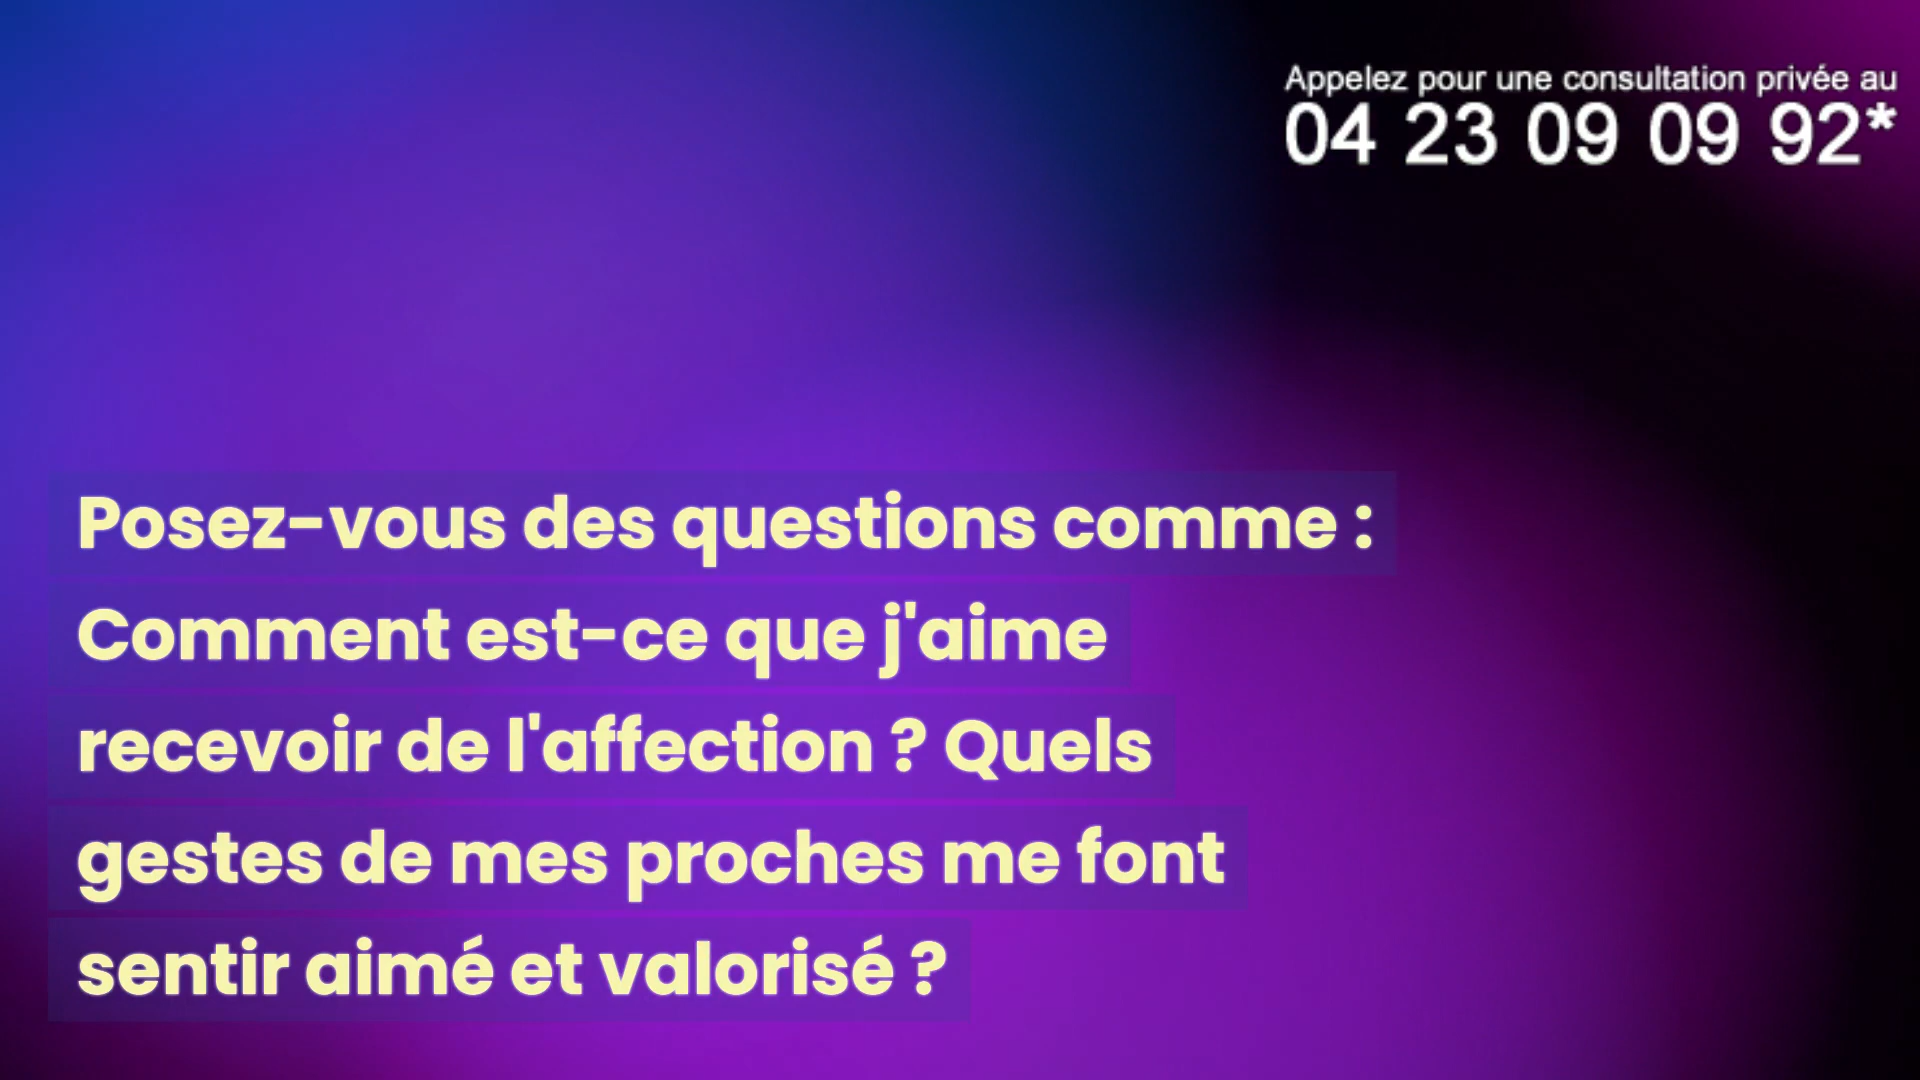 Appelez pour une consultation privée au
04 23 09 09 92*
Posez-vous des questions comme :
Comment est-ce que j'aime
recevoir de l'affection ? Quels
gestes de mes proches me font
sentir aimé et valorisé ?